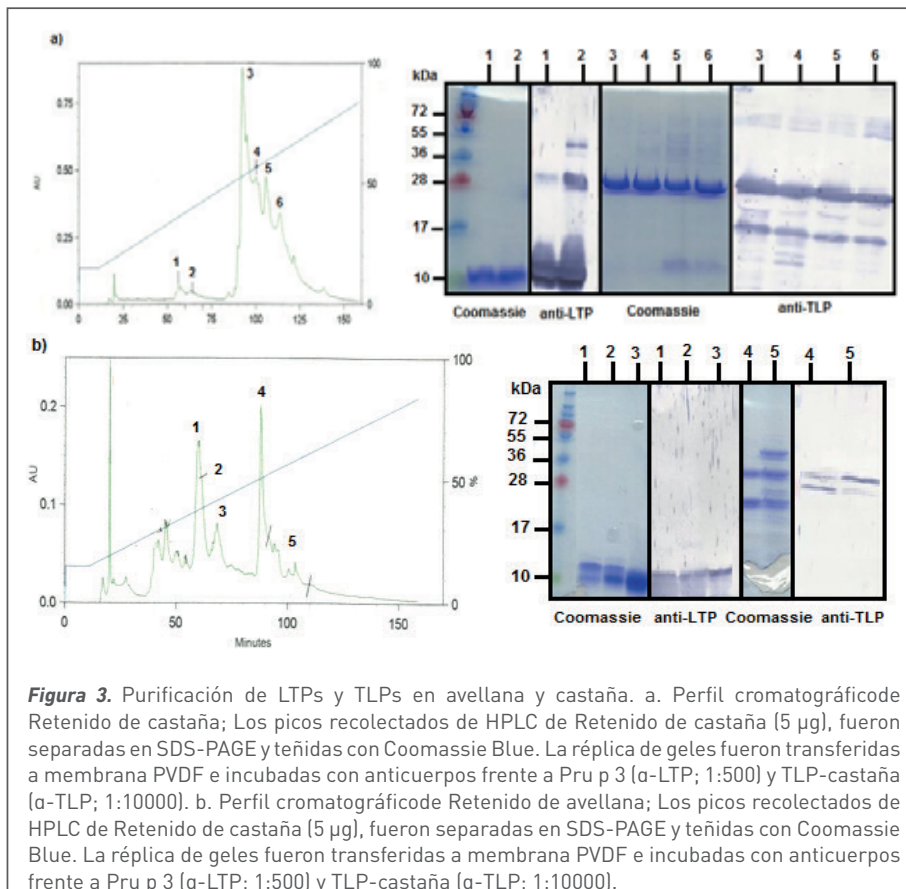 a)
3
4
5
6
1
2
0.75
0.50
0.25
0.00
AU
100
50
0
0
25
50
75
100
125
150
kDa
72
55
36
28
17
10
1 2 1 2 3 4 5 6 3 4 5 6
Coomassie anti-LTP Coomassie anti-TLP
b)
1
2
3
4
5
0.2
0.1
0.0
AU
100
50
0
%
0 50 100 150
Minutes
kDa
72
55
36
28
17
10
1 2 3 1 2 3 4 5 4 5
Coomassie anti-LTP Coomassie anti-TLP
Figura 3. Purificación de LTPs y TLPs en avellana y castaña. a. Perfil cromatográficode
Retenido de castaña; Los picos recolectados de HPLC de Retenido de castaña (5 µg), fueron
separadas en SDS-PAGE y teñidas con Coomassie Blue. La réplica de geles fueron transferidas
a membrana PVDF e incubadas con anticuerpos frente a Pru p 3 (α-LTP; 1:500) y TLP-castaña
(α-TLP; 1:10000). b. Perfil cromatográficode Retenido de avellana; Los picos recolectados de
HPLC de Retenido de castaña (5 µg), fueron separadas en SDS-PAGE y teñidas con Coomassie
Blue. La réplica de geles fueron transferidas a membrana PVDF e incubadas con anticuerpos
frente a Pru p 3 (α-LTP; 1:500) y TLP-castaña (α-TLP; 1:10000).